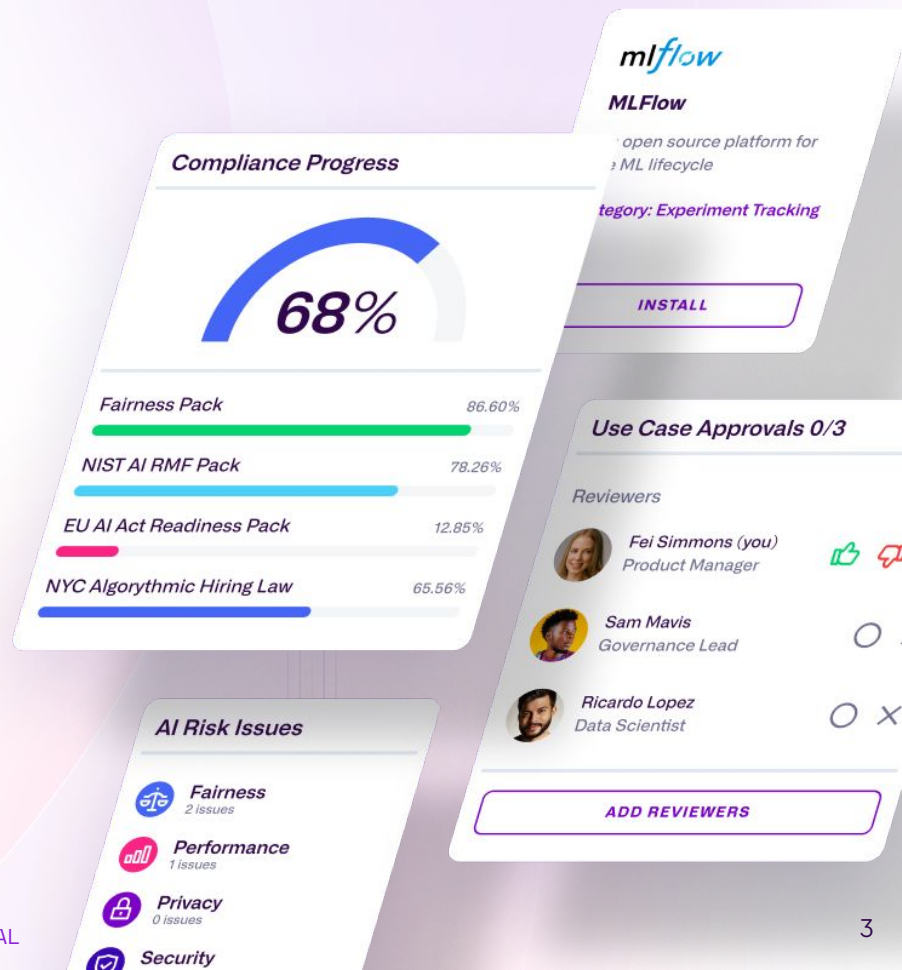 mlflow
MLFlow
open source platform for
ML lifecycle
tegory: Experiment Tracking
INSTALL
Compliance Progress
68%
Fairness Pack
86.60%
NIST AI RMF Pack
78.26%
EU AI Act Readiness Pack
12.85%
NYC Algorythmic Hiring Law
65.56%
Use Case Approvals 0/3
Reviewers
Fei Simmons (you)
Product Manager
Sam Mavis
Governance Lead
Ricardo Lopez
Data Scientist
ADD REVIEWERS
AI Risk Issues
Fairness
2 issues
Performance
1 issues
Privacy
0 issues
Security
AL
3